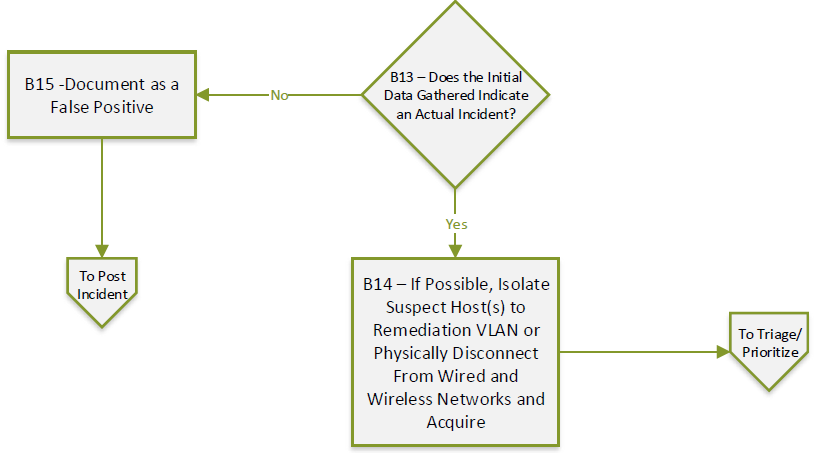 B13 – Does the Initial
Data Gathered Indicate
an Actual Incident?
No
B15 -Document as a
False Positive
To Post
Incident
Yes
B14 – If Possible, Isolate
Suspect Host(s) to
Remediation VLAN or
Physically Disconnect
From Wired and
Wireless Networks and
Acquire
To Triage/
Prioritize